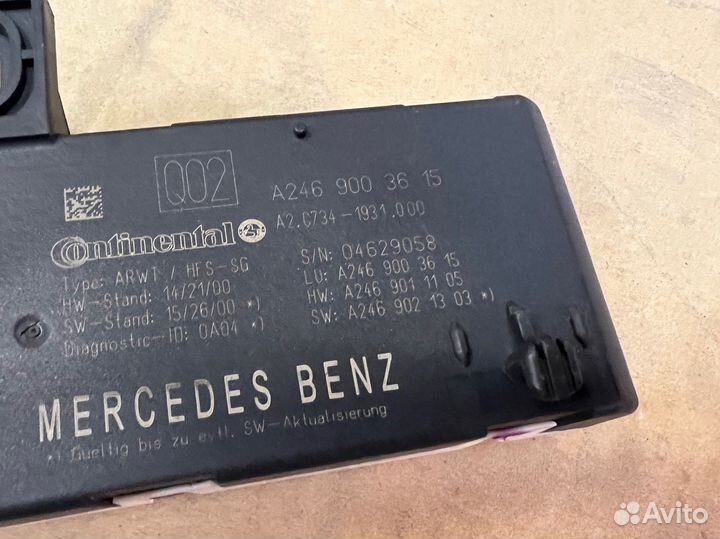 Q02
A246 900 36 15
A2.C734-1931.000
Continental
Type: ARWT / HFS-SG
HW-Stand: 14/21/00
SW-Stand: 15/26/00 *)
Diagnostic-ID: 0A04 *)
S/N: 04629058
LU: A246 900 36 15
HW: A246 901 11 05
SW: A246 902 13 03 *)
MERCEDES BENZ
*) Gueltig bis zu evtl. SW-Aktualisierung
Avito